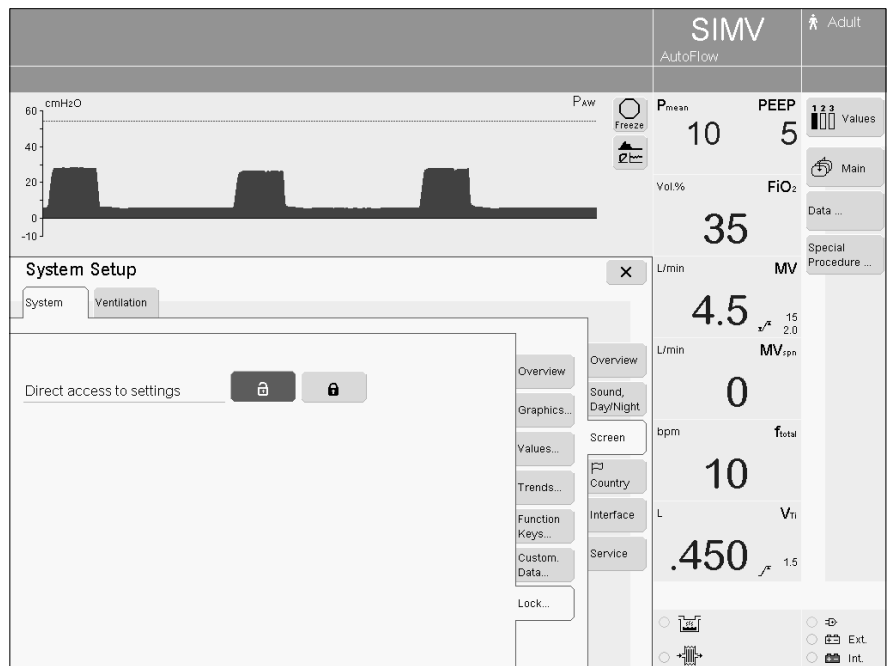 SIMV
AutoFlow
Adult
cmH2O
PAW
60
40
20
0
-10
Freeze
Pmean PEEP
10 5
1 2 3
Values
Main
Vol.% FiO2
35
Data ...
Special
Procedure ...
System Setup
System Ventilation
L/min MV
4.5
15
2.0
Direct access to settings
Overview
Graphics...
Values...
Trends...
Function
Keys...
Custom.
Data...
Lock...
Overview
Sound,
Day/Night
Screen
Country
Interface
Service
L/min MVspn
0
bpm ftotal
10
L VTi
.450
1.5
Ext.
Int.